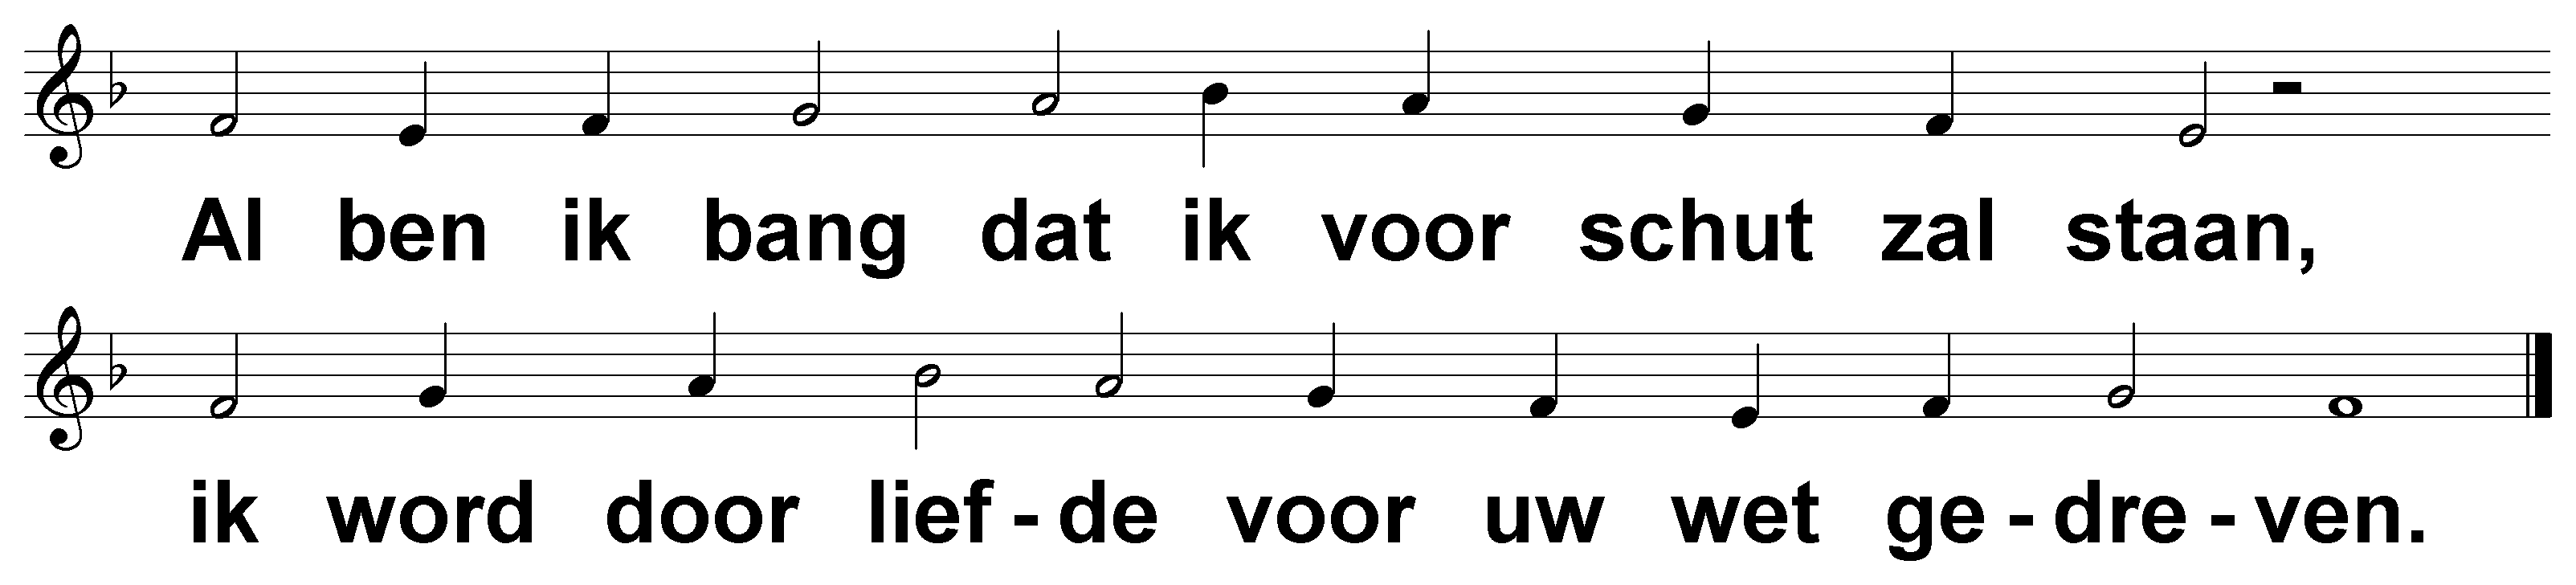 Al ben ik bang dat ik voor schut zal staan,
ik word door lief - de voor uw wet ge - dre - ven.